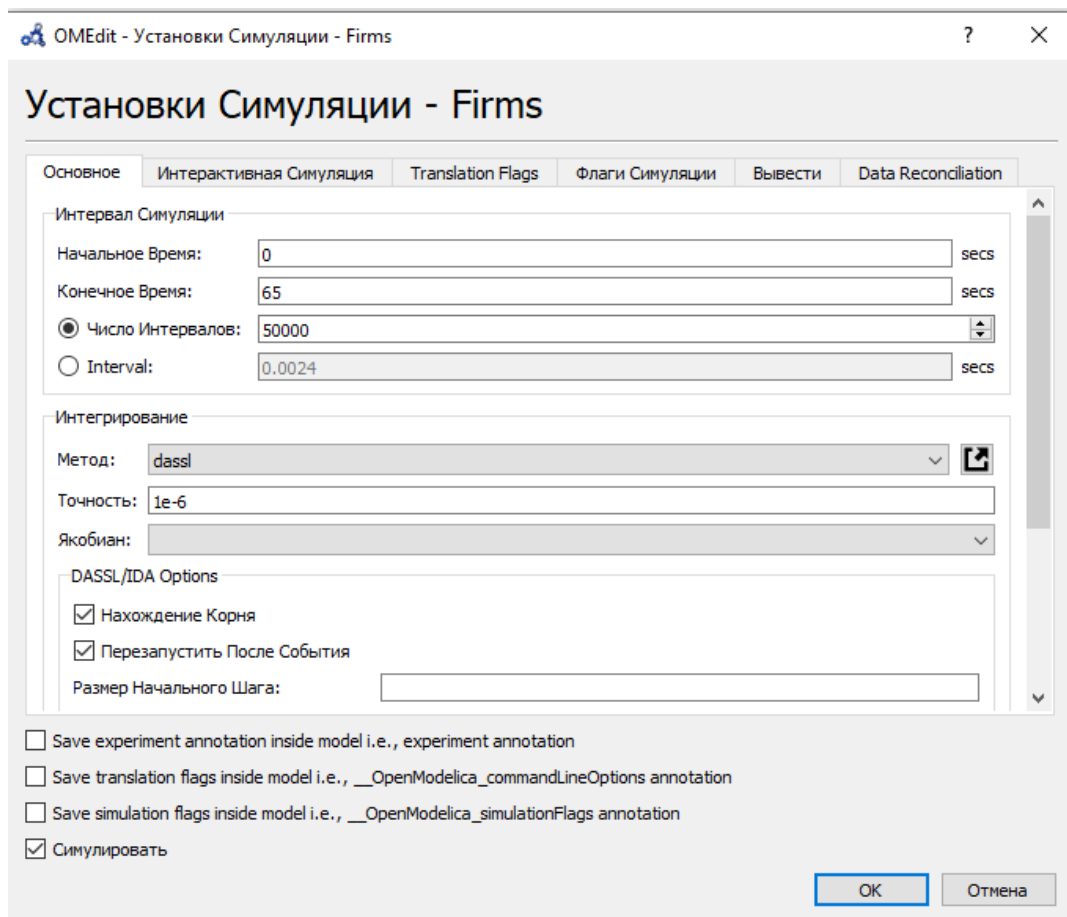 OMEdit - Установки Симуляции - Firms ?
Установки Симуляции - Firms
Основное Интерактивная Симуляция Translation Flags Флаги Симуляции Вывести Data Reconciliation
Интервал Симуляции
Начальное Время: 0 secs
Конечное Время: 65 secs
Число Интервалов: 50000
Interval: 0.0024 secs
Интегрирование
Метод: dassl
Точность: 1e-6
Якобиан:
DASSL/IDA Options
Нахождение Корня
Перезапустить После События
Размер Начального Шага:
Save experiment annotation inside model i.e., experiment annotation
Save translation flags inside model i.e., __OpenModelica_commandLineOptions annotation
Save simulation flags inside model i.e., __OpenModelica_simulationFlags annotation
Симулировать
OK Отмена